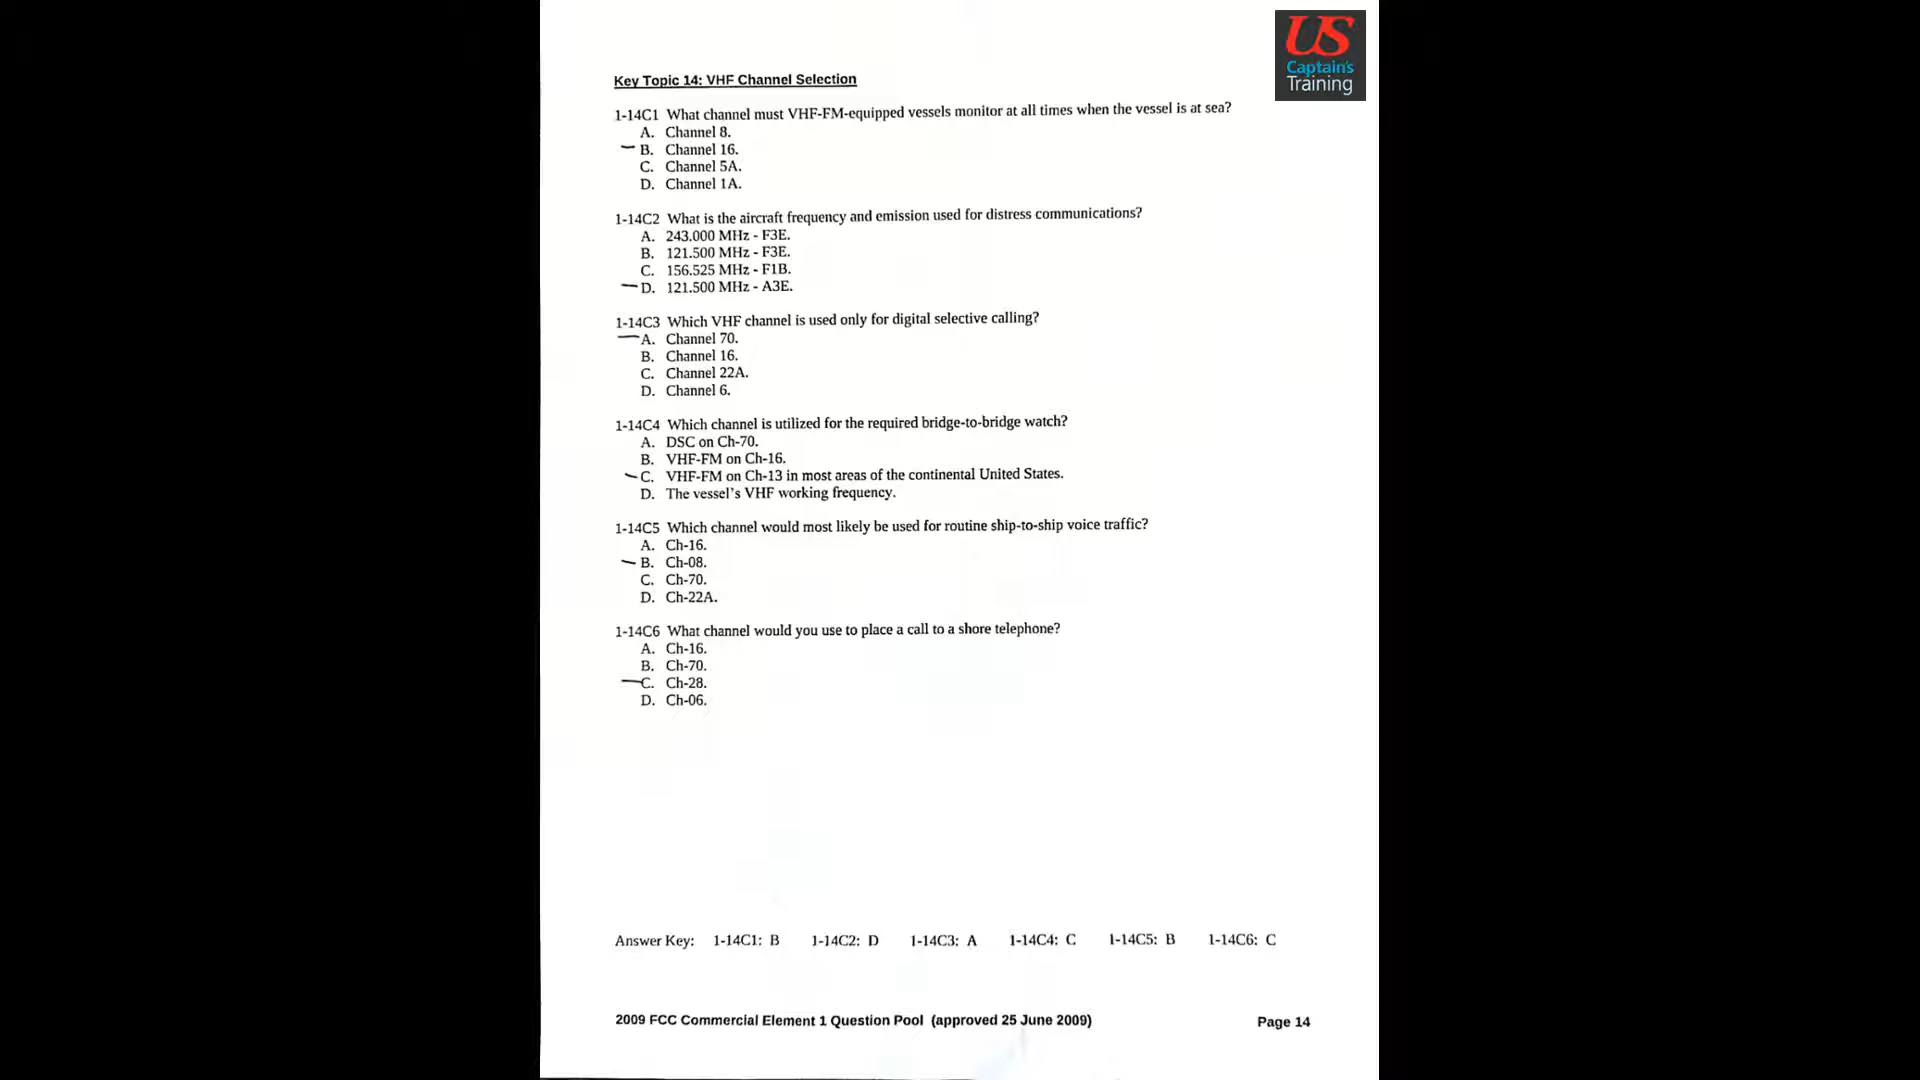 US
Captain's
Training
Key Topic 14: VHF Channel Selection
1-14C1 What channel must VHF-FM-equipped vessels monitor at all times when the vessel is at sea?
A. Channel 8.
B. Channel 16.
C. Channel 5A.
D. Channel 1A.
1-14C2 What is the aircraft frequency and emission used for distress communications?
A. 243.000 MHz - F3E.
B. 121.500 MHz - F3E.
C. 156.525 MHz - F1B.
D. 121.500 MHz - A3E.
1-14C3 Which VHF channel is used only for digital selective calling?
A. Channel 70.
B. Channel 16.
C. Channel 22A.
D. Channel 6.
1-14C4 Which channel is utilized for the required bridge-to-bridge watch?
A. DSC on Ch-70.
B. VHF-FM on Ch-16.
C. VHF-FM on Ch-13 in most areas of the continental United States.
D. The vessel's VHF working frequency.
1-14C5 Which channel would most likely be used for routine ship-to-ship voice traffic?
A. Ch-16.
B. Ch-08.
C. Ch-70.
D. Ch-22A.
1-14C6 What channel would you use to place a call to a shore telephone?
A. Ch-16.
B. Ch-70.
C. Ch-28.
D. Ch-06.
Answer Key: 1-14C1: B 1-14C2: D 1-14C3: A 1-14C4: C 1-14C5: B 1-14C6: C
2009 FCC Commercial Element 1 Question Pool (approved 25 June 2009) Page 14